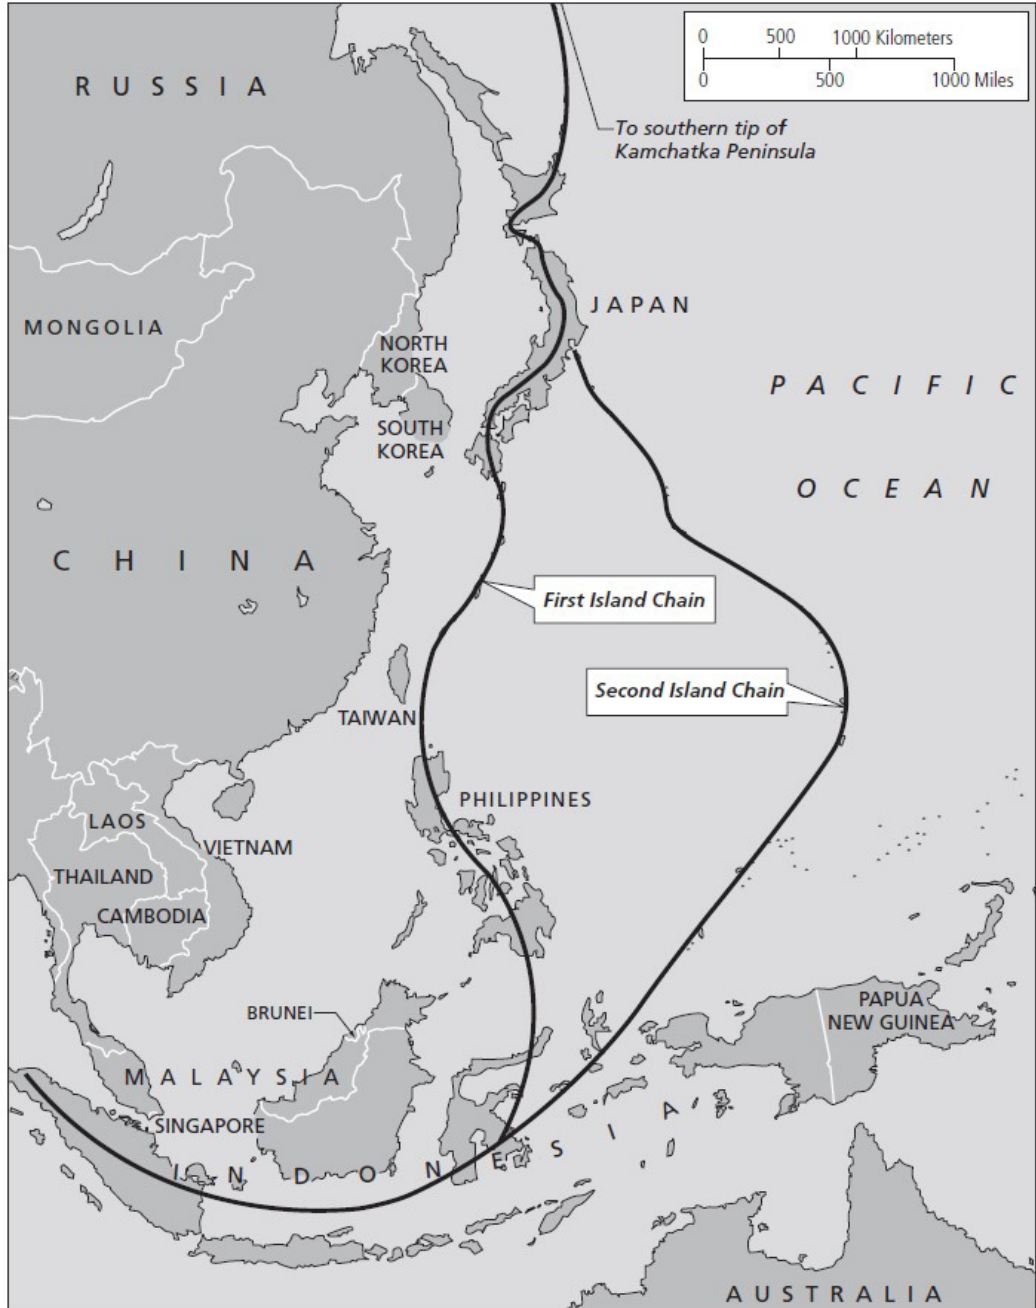 0 500 1000 Kilometers
0 500 1000 Miles
R U S S I A
To southern tip of
Kamchatka Peninsula
JAPAN
MONGOLIA
NORTH
KOREA
P A C I F I C
SOUTH
KOREA
O C E A N
C H I N A
First Island Chain
Second Island Chain
TAIWAN
PHILIPPINES
LAOS
VIETNAM
THAILAND
CAMBODIA
PAPUA
NEW GUINEA
BRUNEI
M A L A Y S I A
SINGAPORE
I N D O N E S I A
A U S T R A L I A